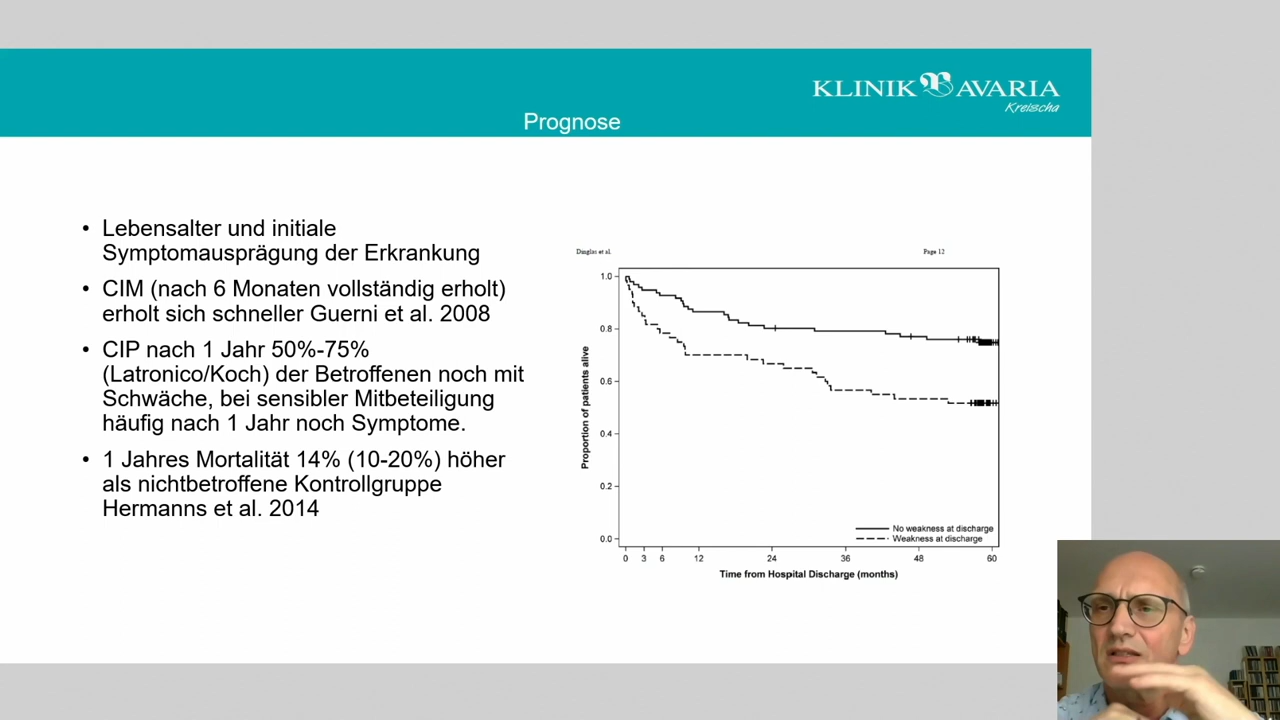 KLINIK BAVARIA
Kreischa
Prognose
• Lebensalter und initiale
Symptomausprägung der Erkrankung
• CIM (nach 6 Monaten vollständig erholt)
erholt sich schneller Guerni et al. 2008
• CIP nach 1 Jahr 50%-75%
(Latronico/Koch) der Betroffenen noch mit
Schwäche, bei sensibler Mitbeteiligung
häufig nach 1 Jahr noch Symptome.
• 1 Jahres Mortalität 14% (10-20%) höher
als nichtbetroffene Kontrollgruppe
Hermanns et al. 2014
Dinglas et al. Page 12
Proportion of patients alive
1.0
0.8
0.6
0.4
0.2
0.0
No weakness at discharge
Weakness at discharge
0 3 6 12 24 36 48 60
Time from Hospital Discharge (months)